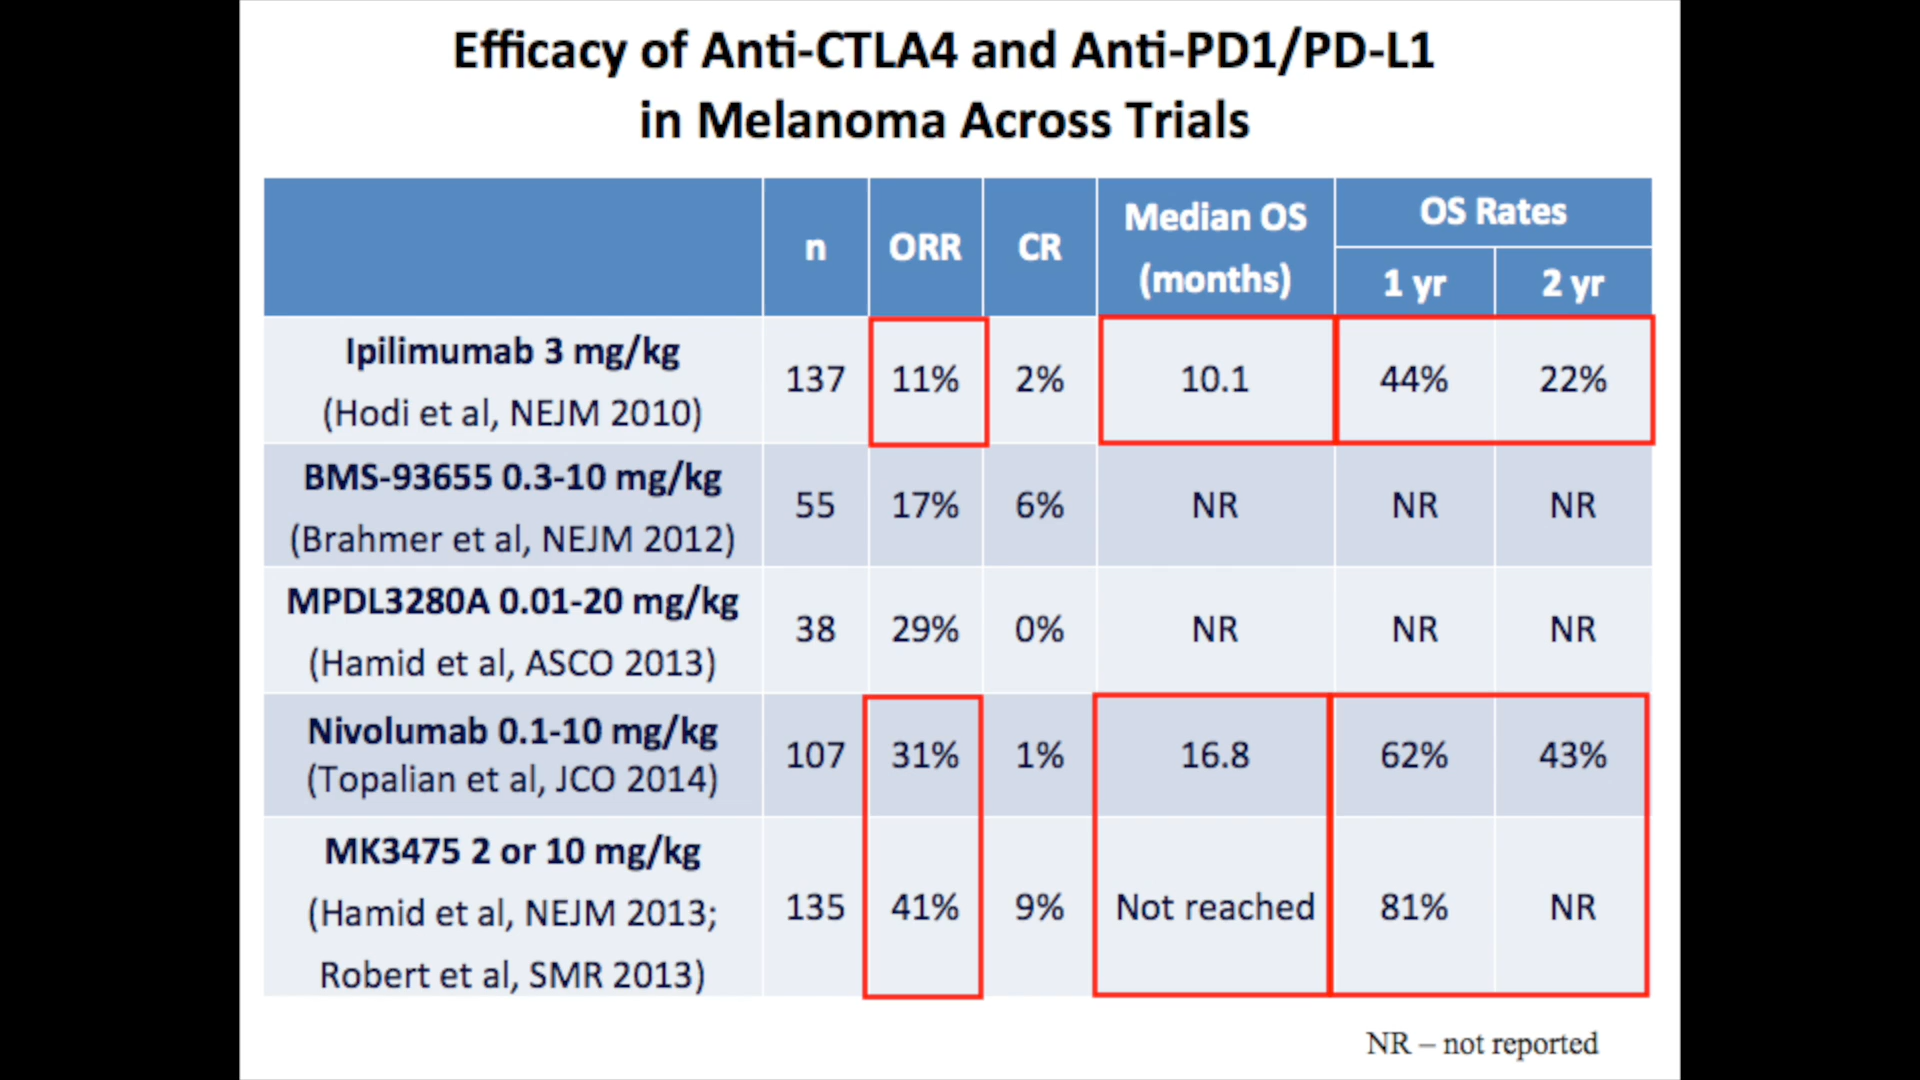 Efficacy of Anti-CTLA4 and Anti-PD1/PD-L1
in Melanoma Across Trials
n ORR CR Median OS (months) OS Rates
1 yr 2 yr
Ipilimumab 3 mg/kg
(Hodi et al, NEJM 2010)
137 11% 2% 10.1 44% 22%
BMS-93655 0.3-10 mg/kg
(Brahmer et al, NEJM 2012)
55 17% 6% NR NR NR
MPDL3280A 0.01-20 mg/kg
(Hamid et al, ASCO 2013)
38 29% 0% NR NR NR
Nivolumab 0.1-10 mg/kg
(Topalian et al, JCO 2014)
107 31% 1% 16.8 62% 43%
MK3475 2 or 10 mg/kg
(Hamid et al, NEJM 2013;
Robert et al, SMR 2013)
135 41% 9% Not reached 81% NR
NR – not reported